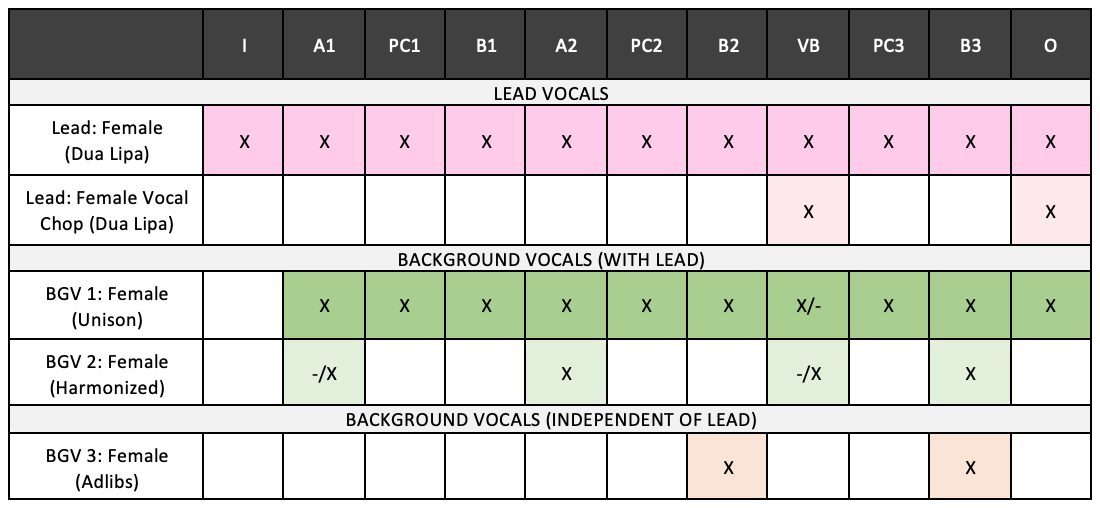 I A1 PC1 B1 A2 PC2 B2 VB PC3 B3 O
LEAD VOCALS
Lead: Female
(Dua Lipa)
X X X X X X X X X X X
Lead: Female Vocal
Chop (Dua Lipa)
X X
BACKGROUND VOCALS (WITH LEAD)
BGV 1: Female
(Unison)
X X X X X X X/- X X X
BGV 2: Female
(Harmonized)
-/X X -/X X
BACKGROUND VOCALS (INDEPENDENT OF LEAD)
BGV 3: Female
(Adlibs)
X X